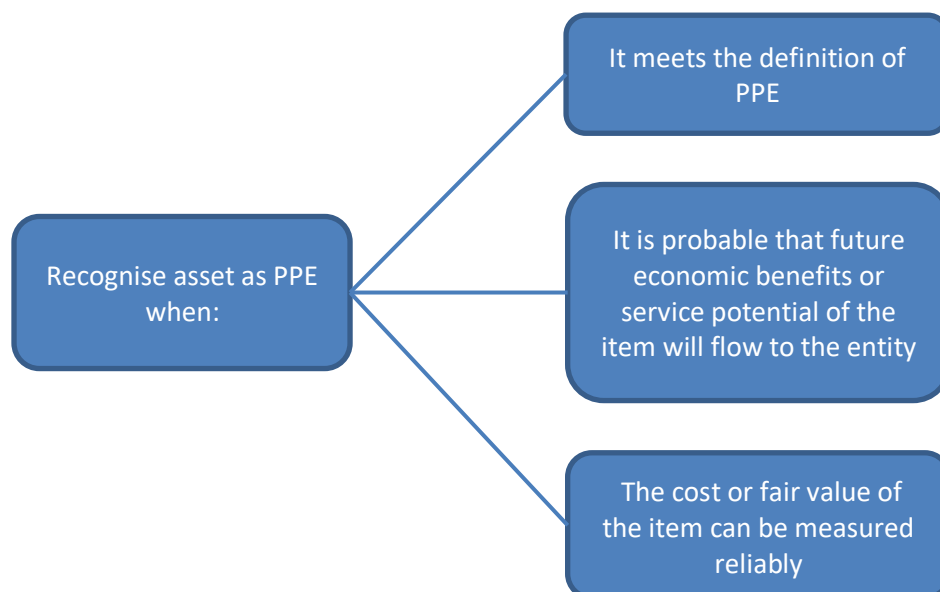 It meets the definition of
PPE
Recognise asset as PPE
when:
It is probable that future
economic benefits or
service potential of the
item will flow to the entity
The cost or fair value of
the item can be measured
reliably